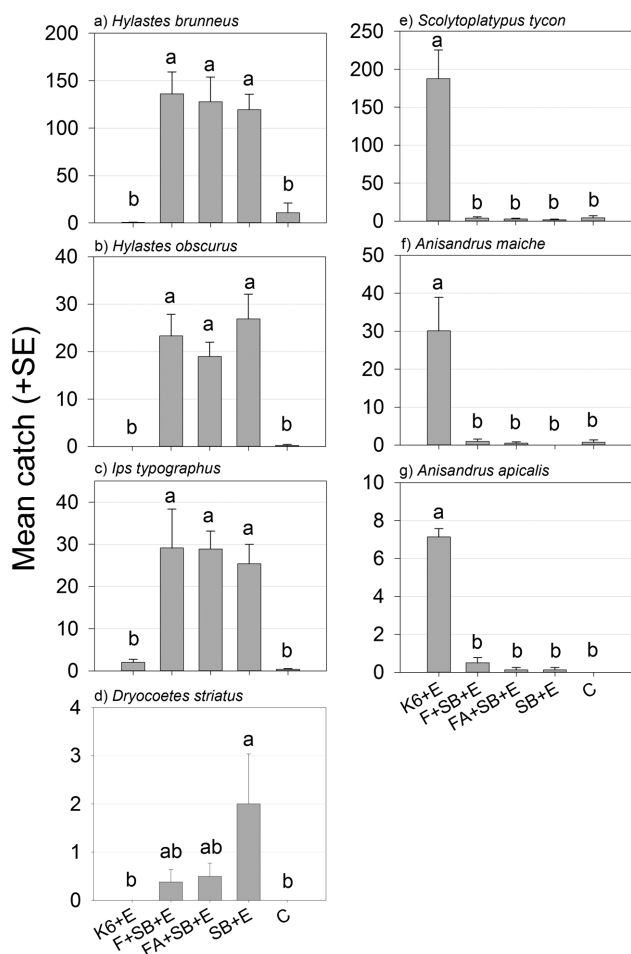 Mean catch (+SE)
a) Hylastes brunneus
200
150
100
50
0
b
a
a
a
b
b) Hylastes obscurus
40
30
20
10
0
b
a
a
a
b
c) Ips typographus
40
30
20
10
0
b
a
a
a
b
d) Dryocoetes striatus
4
3
2
1
0
b
ab
ab
a
b
K6+E
F+SB+E
FA+SB+E
SB+E
C
e) Scolytoplatypus tycon
250
200
150
100
50
0
a
b
b
b
b
f) Anisandrus maiche
50
40
30
20
10
0
a
b
b
b
b
g) Anisandrus apicalis
8
6
4
2
0
a
b
b
b
b
K6+E
F+SB+E
FA+SB+E
SB+E
C